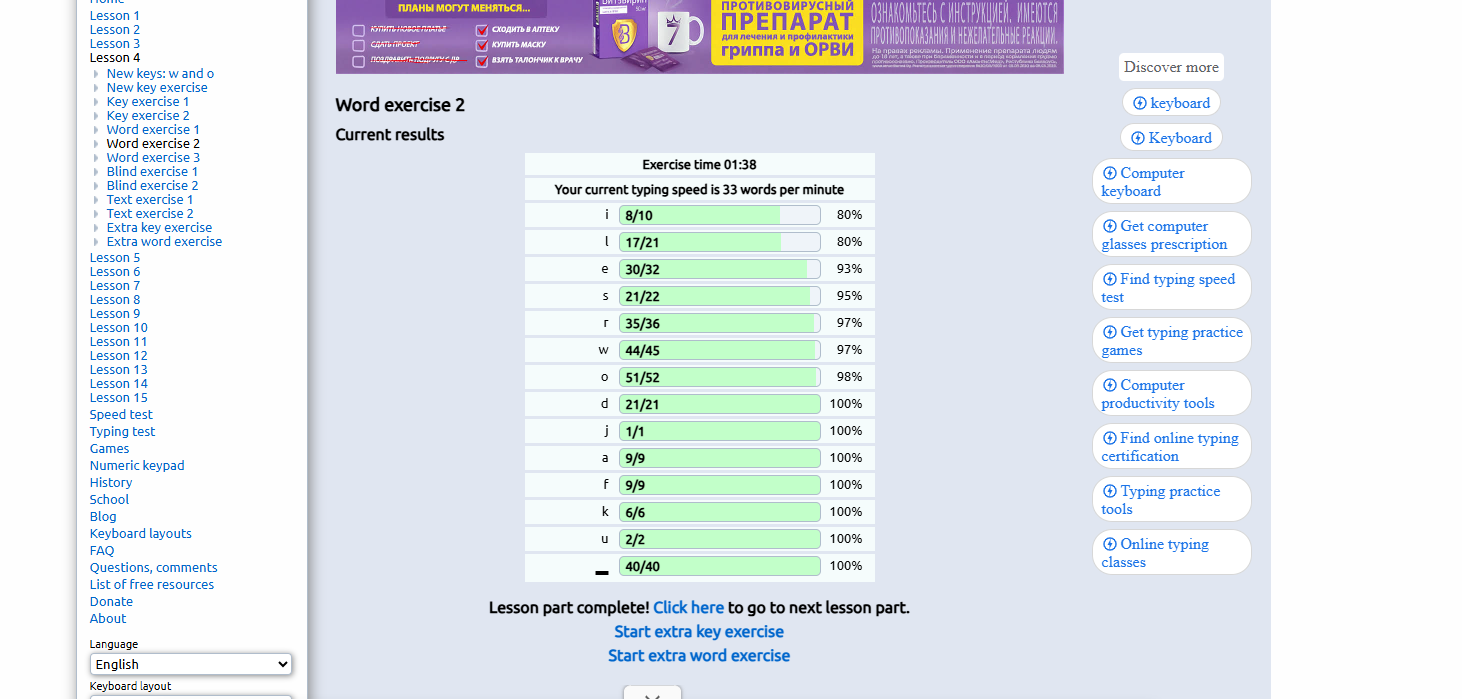 Home
Lesson 1
Lesson 2
Lesson 3
Lesson 4
New keys: w and o
New key exercise
Key exercise 1
Key exercise 2
Word exercise 1
Word exercise 2
Word exercise 3
Blind exercise 1
Blind exercise 2
Text exercise 1
Text exercise 2
Extra key exercise
Extra word exercise
Lesson 5
Lesson 6
Lesson 7
Lesson 8
Lesson 9
Lesson 10
Lesson 11
Lesson 12
Lesson 13
Lesson 14
Lesson 15
Speed test
Typing test
Games
Numeric keypad
History
School
Blog
Keyboard layouts
FAQ
Questions, comments
List of free resources
Donate
About
Language
English
Keyboard layout
ПЛАНЫ МОГУТ МЕНЯТЬСЯ...
КУПИТЬ НОВОЕ ПЛАТЬЕ
СДАТЬ ПРОЕКТ
ПОЗДРАВИТЬ ПОДРУГУ С ДР
СХОДИТЬ В АПТЕКУ
КУПИТЬ МАСКУ
ВЗЯТЬ ТАЛОНЧИК К ВРАЧУ
7
ПРОТИВОВИРУСНЫЙ
ПРЕПАРАТ
для лечения и профилактики
гриппа и ОРВИ
ОЗНАКОМЬТЕСЬ С ИНСТРУКЦИЕЙ, ИМЕЮТСЯ
ПРОТИВОПОКАЗАНИЯ И НЕЖЕЛАТЕЛЬНЫЕ РЕАКЦИИ.
На правах рекламы. Применение препарата людям
Word exercise 2
Current results
Exercise time 01:38
Your current typing speed is 33 words per minute
i 8/10 80%
l 17/21 80%
e 30/32 93%
s 21/22 95%
r 35/36 97%
w 44/45 97%
o 51/52 98%
d 21/21 100%
j 1/1 100%
a 9/9 100%
f 9/9 100%
k 6/6 100%
u 2/2 100%
_ 40/40 100%
Lesson part complete! Click here to go to next lesson part.
Start extra key exercise
Start extra word exercise
Discover more
keyboard
Keyboard
Computer
keyboard
Get computer
glasses prescription
Find typing speed
test
Get typing practice
games
Computer
productivity tools
Find online typing
certification
Typing practice
tools
Online typing
classes